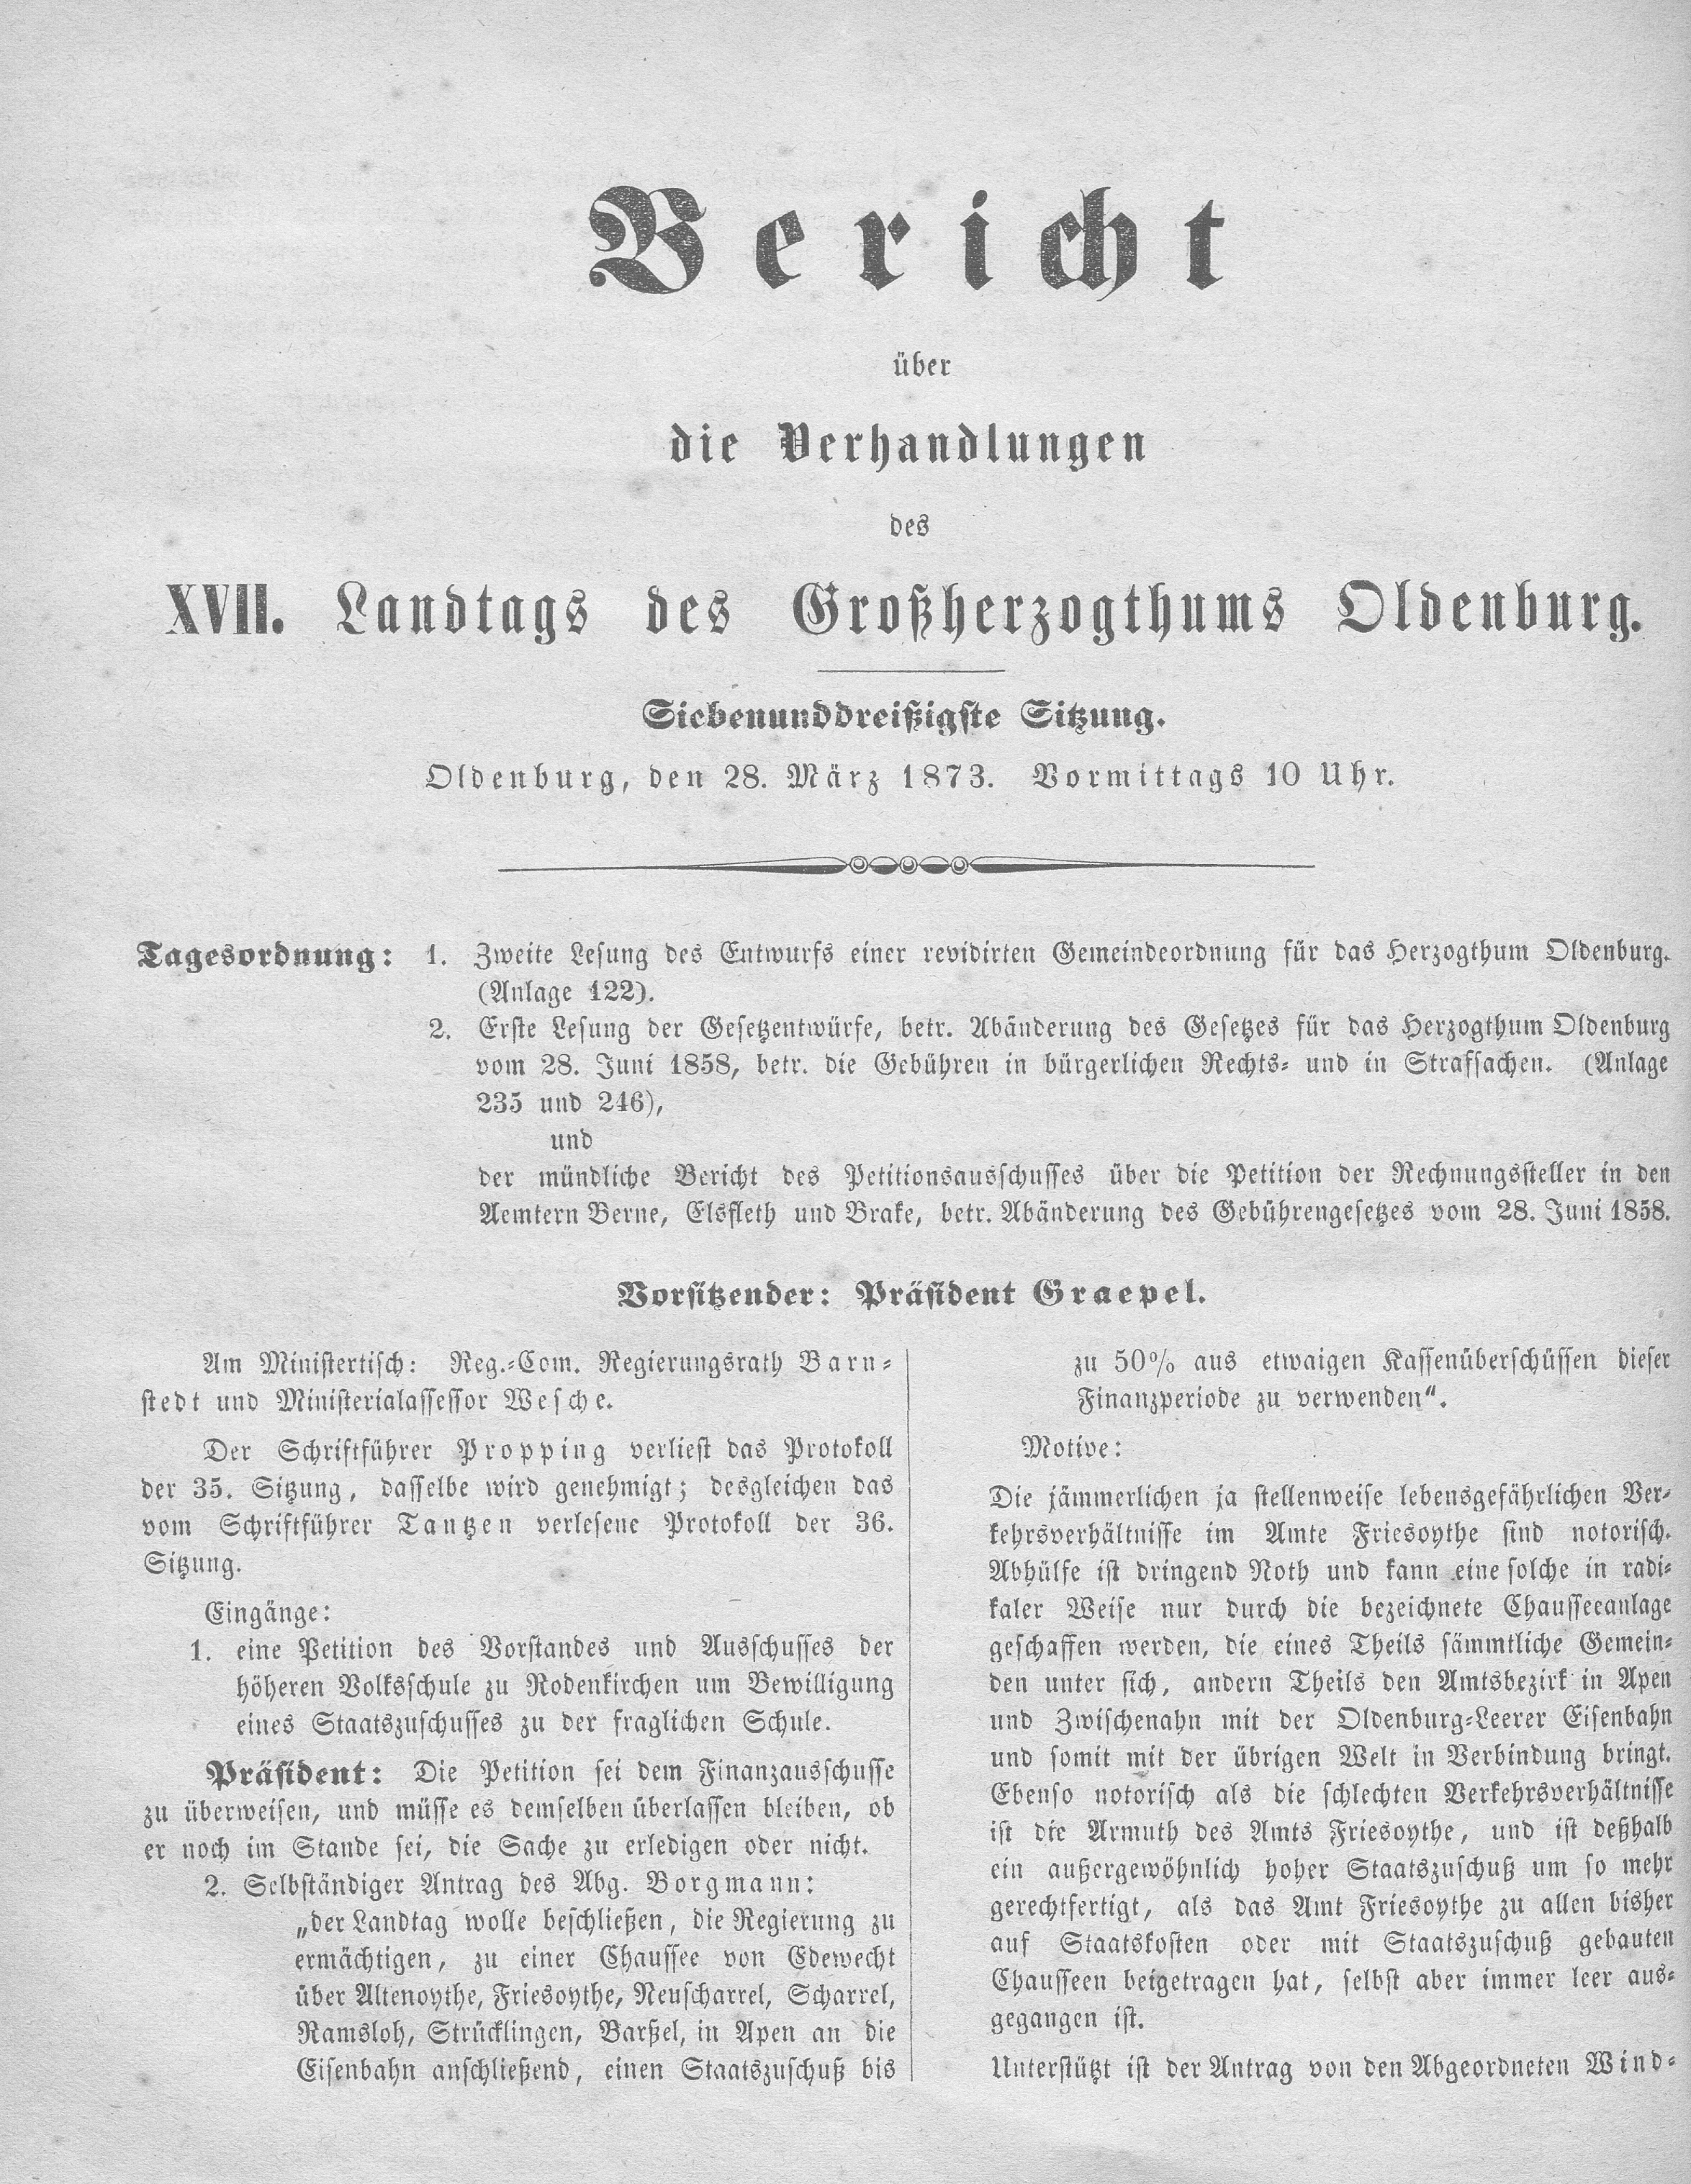 Bericht
über
die Verhandlungen
des
XVII. Landtags des Großherzogthums Oldenburg.
Siebenunddreißigste Sitzung.
Oldenburg, den 28. März 1873. Vormittags 10 Uhr.
Tagesordnung: 1. Zweite Lesung des Entwurfs einer revidirten Gemeindeordnung für das Herzogthum Oldenburg.
(Anlage 122).
2. Erste Lesung der Gesetzentwürfe, betr. Abänderung des Gesetzes für das Herzogthum Oldenburg
vom 28. Juni 1858, betr. die Gebühren in bürgerlichen Rechts- und in Strafsachen. (Anlage
235 und 246),
und
der mündliche Bericht des Petitionsausschusses über die Petition der Rechnungssteller in den
Aemtern Berne, Elsfleth und Brake, betr. Abänderung des Gebührengesetzes vom 28. Juni 1858.
Vorsitzender: Präsident Graepel.
Am Ministertisch: Reg.-Com. Regierungsrath Barn-
stedt und Ministerialassessor Wesche.
Der Schriftführer Propping verliest das Protokoll
der 35. Sitzung, dasselbe wird genehmigt; desgleichen das
vom Schriftführer Tantzen verlesene Protokoll der 36.
Sitzung.
Eingänge:
1. eine Petition des Vorstandes und Ausschusses der
höheren Volksschule zu Rodenkirchen um Bewilligung
eines Staatszuschusses zu der fraglichen Schule.
Präsident: Die Petition sei dem Finanzausschusse
zu überweisen, und müsse es demselben überlassen bleiben, ob
er noch im Stande sei, die Sache zu erledigen oder nicht.
2. Selbständiger Antrag des Abg. Borgmann:
„der Landtag wolle beschließen, die Regierung zu
ermächtigen, zu einer Chaussee von Edewecht
über Altenoythe, Friesoythe, Neuscharrel, Scharrel,
Ramsloh, Strücklingen, Barßel, in Apen an die
Eisenbahn anschließend, einen Staatszuschuß bis
zu 50% aus etwaigen Kassenüberschüssen dieser
Finanzperiode zu verwenden“.
Motive:
Die jämmerlichen ja stellenweise lebensgefährlichen Ver-
kehrsverhältnisse im Amte Friesoythe sind notorisch.
Abhülfe ist dringend Noth und kann eine solche in radi-
kaler Weise nur durch die bezeichnete Chausseeanlage
geschaffen werden, die eines Theils sämmtliche Gemein-
den unter sich, andern Theils den Amtsbezirk in Apen
und Zwischenahn mit der Oldenburg-Leerer Eisenbahn
und somit mit der übrigen Welt in Verbindung bringt.
Ebenso notorisch als die schlechten Verkehrsverhältnisse
ist die Armuth des Amts Friesoythe, und ist deßhalb
ein außergewöhnlich hoher Staatszuschuß um so mehr
gerechtfertigt, als das Amt Friesoythe zu allen bisher
auf Staatskosten oder mit Staatszuschuß gebauten
Chausseen beigetragen hat, selbst aber immer leer aus-
gegangen ist.
Unterstützt ist der Antrag von den Abgeordneten Wind-